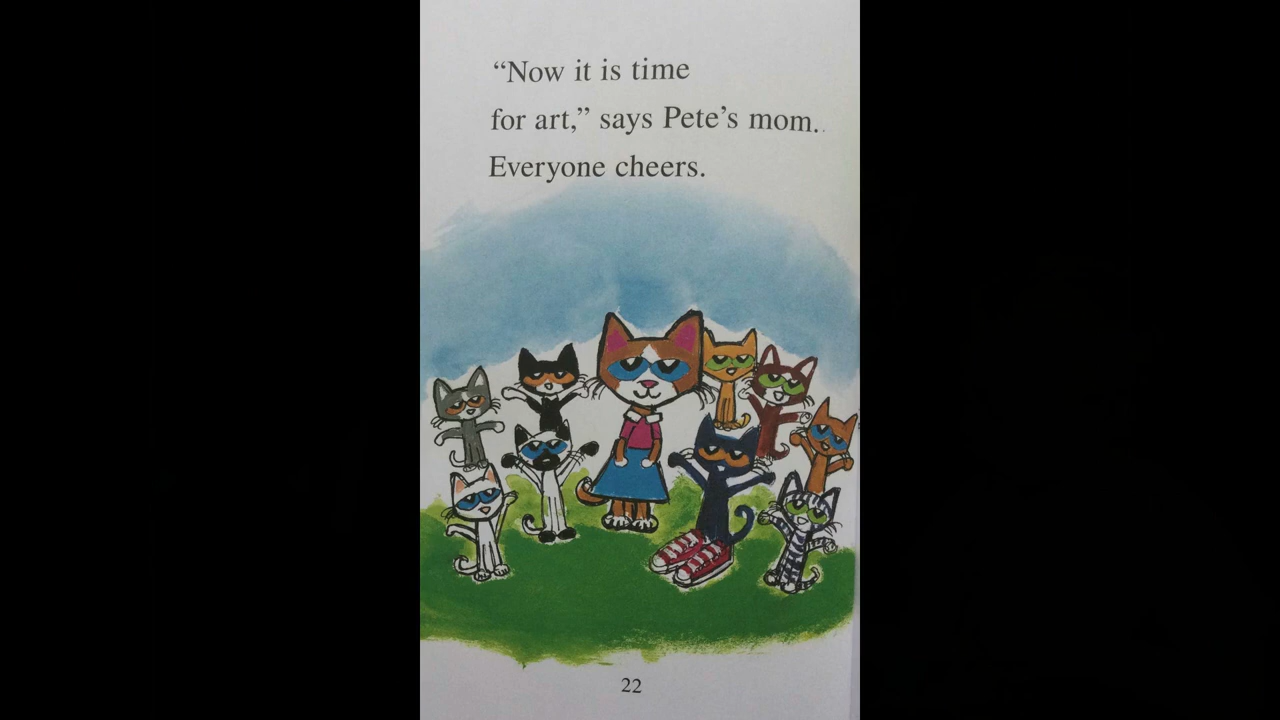 “Now it is time
for art,” says Pete’s mom.
Everyone cheers.
22